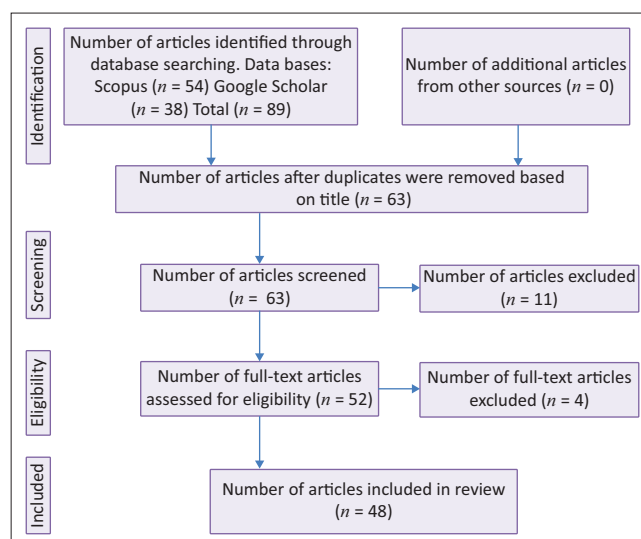 Identification
Number of articles identified through
database searching. Data bases:
Scopus (n = 54) Google Scholar
(n = 38) Total (n = 89)
Number of additional articles
from other sources (n = 0)
Number of articles after duplicates were removed based
on title (n = 63)
Screening
Number of articles screened
(n = 63)
Number of articles excluded
(n = 11)
Eligibility
Number of full-text articles
assessed for eligibility (n = 52)
Number of full-text articles
excluded (n = 4)
Included
Number of articles included in review
(n = 48)